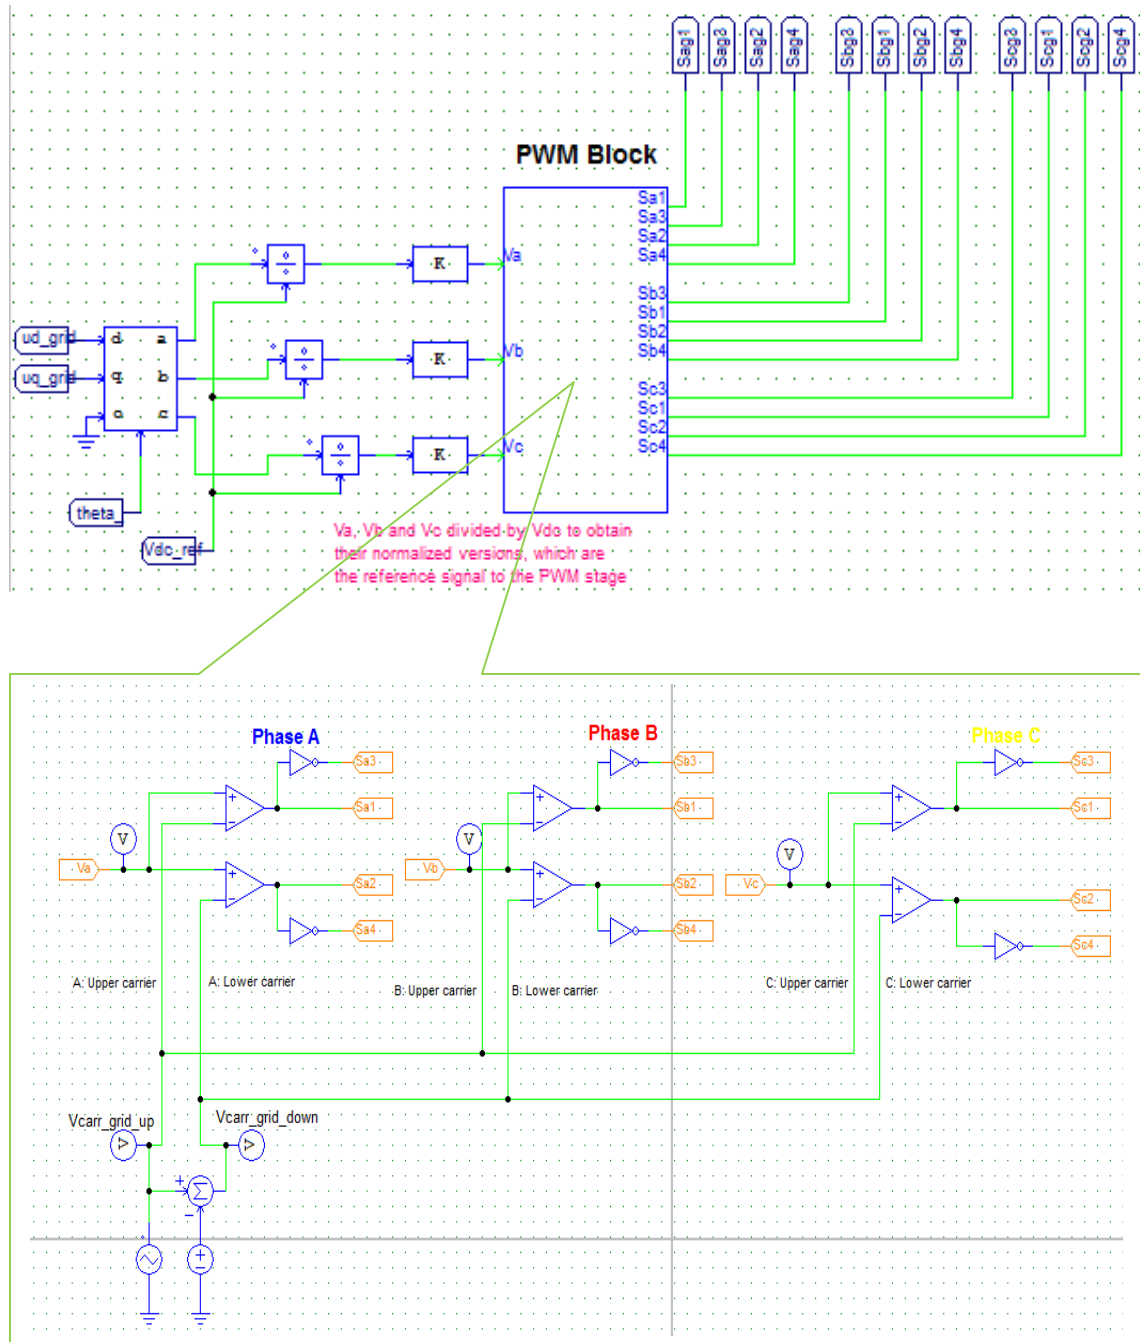 Sag1 Sag3 Sag2 Sag4 Sbg3 Sbg1 Sbg2 Sbg4 Scg3 Scg1 Scg2 Scg4
PWM Block
Sa1
Sa3
Sa2
Va K Sa4
Sb3
Sb1
ud_grid d a Sb2
Vb K Sb4
uq_grid q b
Sc3
o c Sc1
Sc2
Vc K Sc4
theta_
Vdc_ref
Va, Vb and Vc divided by Vdc to obtain
their normalized versions, which are
the reference signal to the PWM stage
Phase A Phase B Phase C
Sa3 Sb3 Sc3
Sa1 Sb1 Sc1
V V V
Va Vb Vc
Sa2 Sb2 Sc2
Sa4 Sb4 Sc4
A: Upper carrier A: Lower carrier B: Upper carrier B: Lower carrier C: Upper carrier C: Lower carrier
Vcarr_grid_up Vcarr_grid_down
V V
Σ